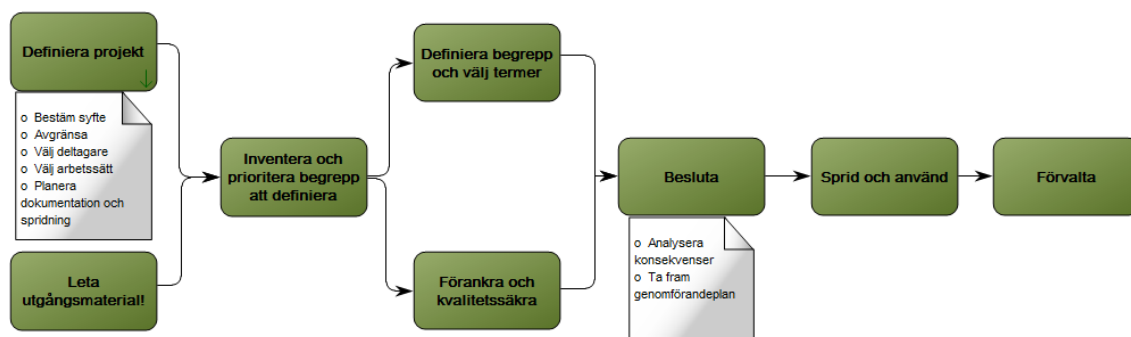 Definiera projekt
o Bestäm syfte
o Avgränsa
o Välj deltagare
o Välj arbetssätt
o Planera
dokumentation och
spridning
Leta
utgångsmaterial!
Inventera och
prioritera begrepp
att definiera
Definiera begrepp
och välj termer
Förankra och
kvalitetssäkra
Besluta
o Analysera
konsekvenser
o Ta fram
genomförandeplan
Sprid och använd
Förvalta